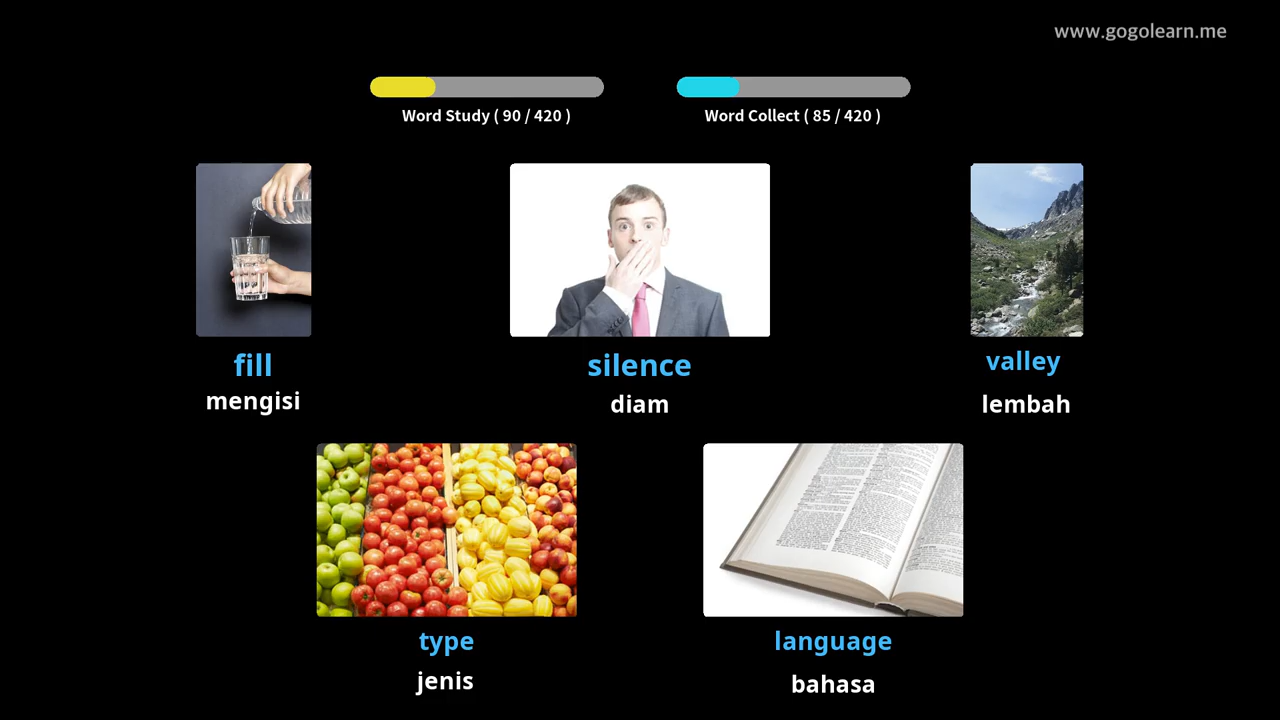 www.gogolearn.me
Word Study ( 90 / 420 )
Word Collect ( 85 / 420 )
fill
mengisi
silence
diam
valley
lembah
type
jenis
language
bahasa